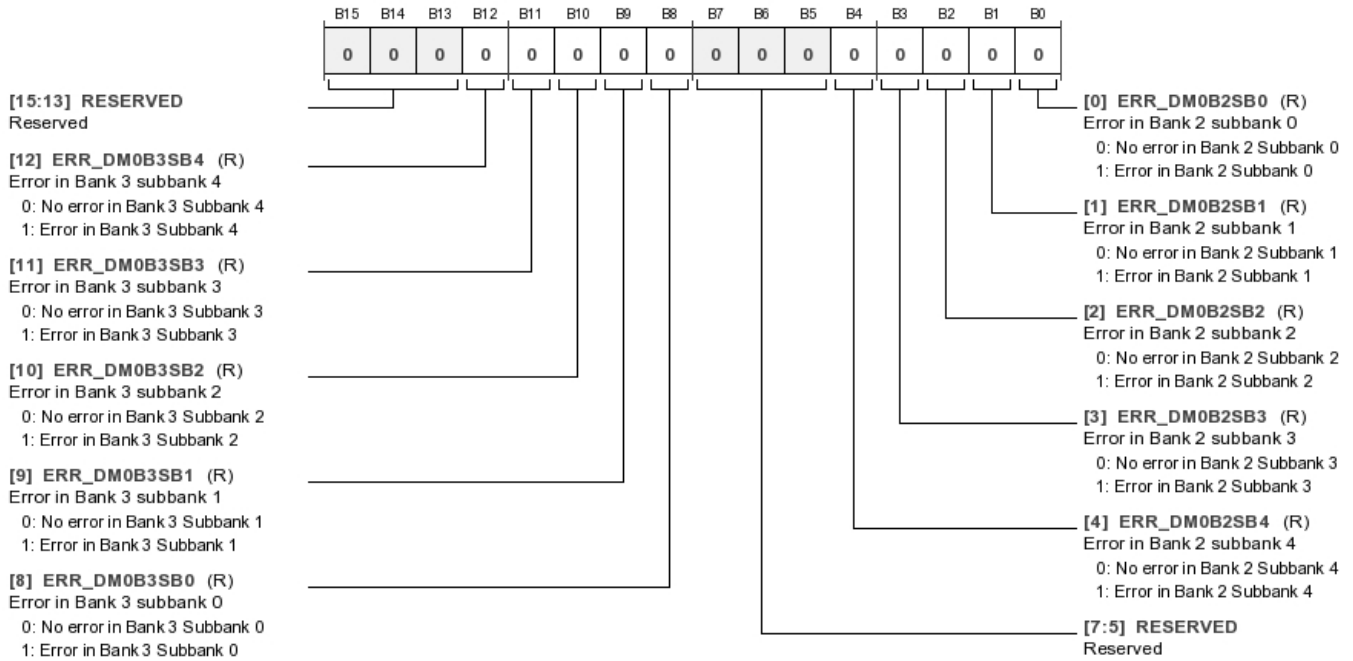 B15 B14 B13 B12 B11 B10 B9 B8 B7 B6 B5 B4 B3 B2 B1 B0
0 0 0 0 0 0 0 0 0 0 0 0 0 0 0 0
[15:13] RESERVED
Reserved
[12] ERR_DM0B3SB4 (R)
Error in Bank 3 subbank 4
0: No error in Bank 3 Subbank 4
1: Error in Bank 3 Subbank 4
[11] ERR_DM0B3SB3 (R)
Error in Bank 3 subbank 3
0: No error in Bank 3 Subbank 3
1: Error in Bank 3 Subbank 3
[10] ERR_DM0B3SB2 (R)
Error in Bank 3 subbank 2
0: No error in Bank 3 Subbank 2
1: Error in Bank 3 Subbank 2
[9] ERR_DM0B3SB1 (R)
Error in Bank 3 subbank 1
0: No error in Bank 3 Subbank 1
1: Error in Bank 3 Subbank 1
[8] ERR_DM0B3SB0 (R)
Error in Bank 3 subbank 0
0: No error in Bank 3 Subbank 0
1: Error in Bank 3 Subbank 0
[0] ERR_DM0B2SB0 (R)
Error in Bank 2 subbank 0
0: No error in Bank 2 Subbank 0
1: Error in Bank 2 Subbank 0
[1] ERR_DM0B2SB1 (R)
Error in Bank 2 subbank 1
0: No error in Bank 2 Subbank 1
1: Error in Bank 2 Subbank 1
[2] ERR_DM0B2SB2 (R)
Error in Bank 2 subbank 2
0: No error in Bank 2 Subbank 2
1: Error in Bank 2 Subbank 2
[3] ERR_DM0B2SB3 (R)
Error in Bank 2 subbank 3
0: No error in Bank 2 Subbank 3
1: Error in Bank 2 Subbank 3
[4] ERR_DM0B2SB4 (R)
Error in Bank 2 subbank 4
0: No error in Bank 2 Subbank 4
1: Error in Bank 2 Subbank 4
[7:5] RESERVED
Reserved